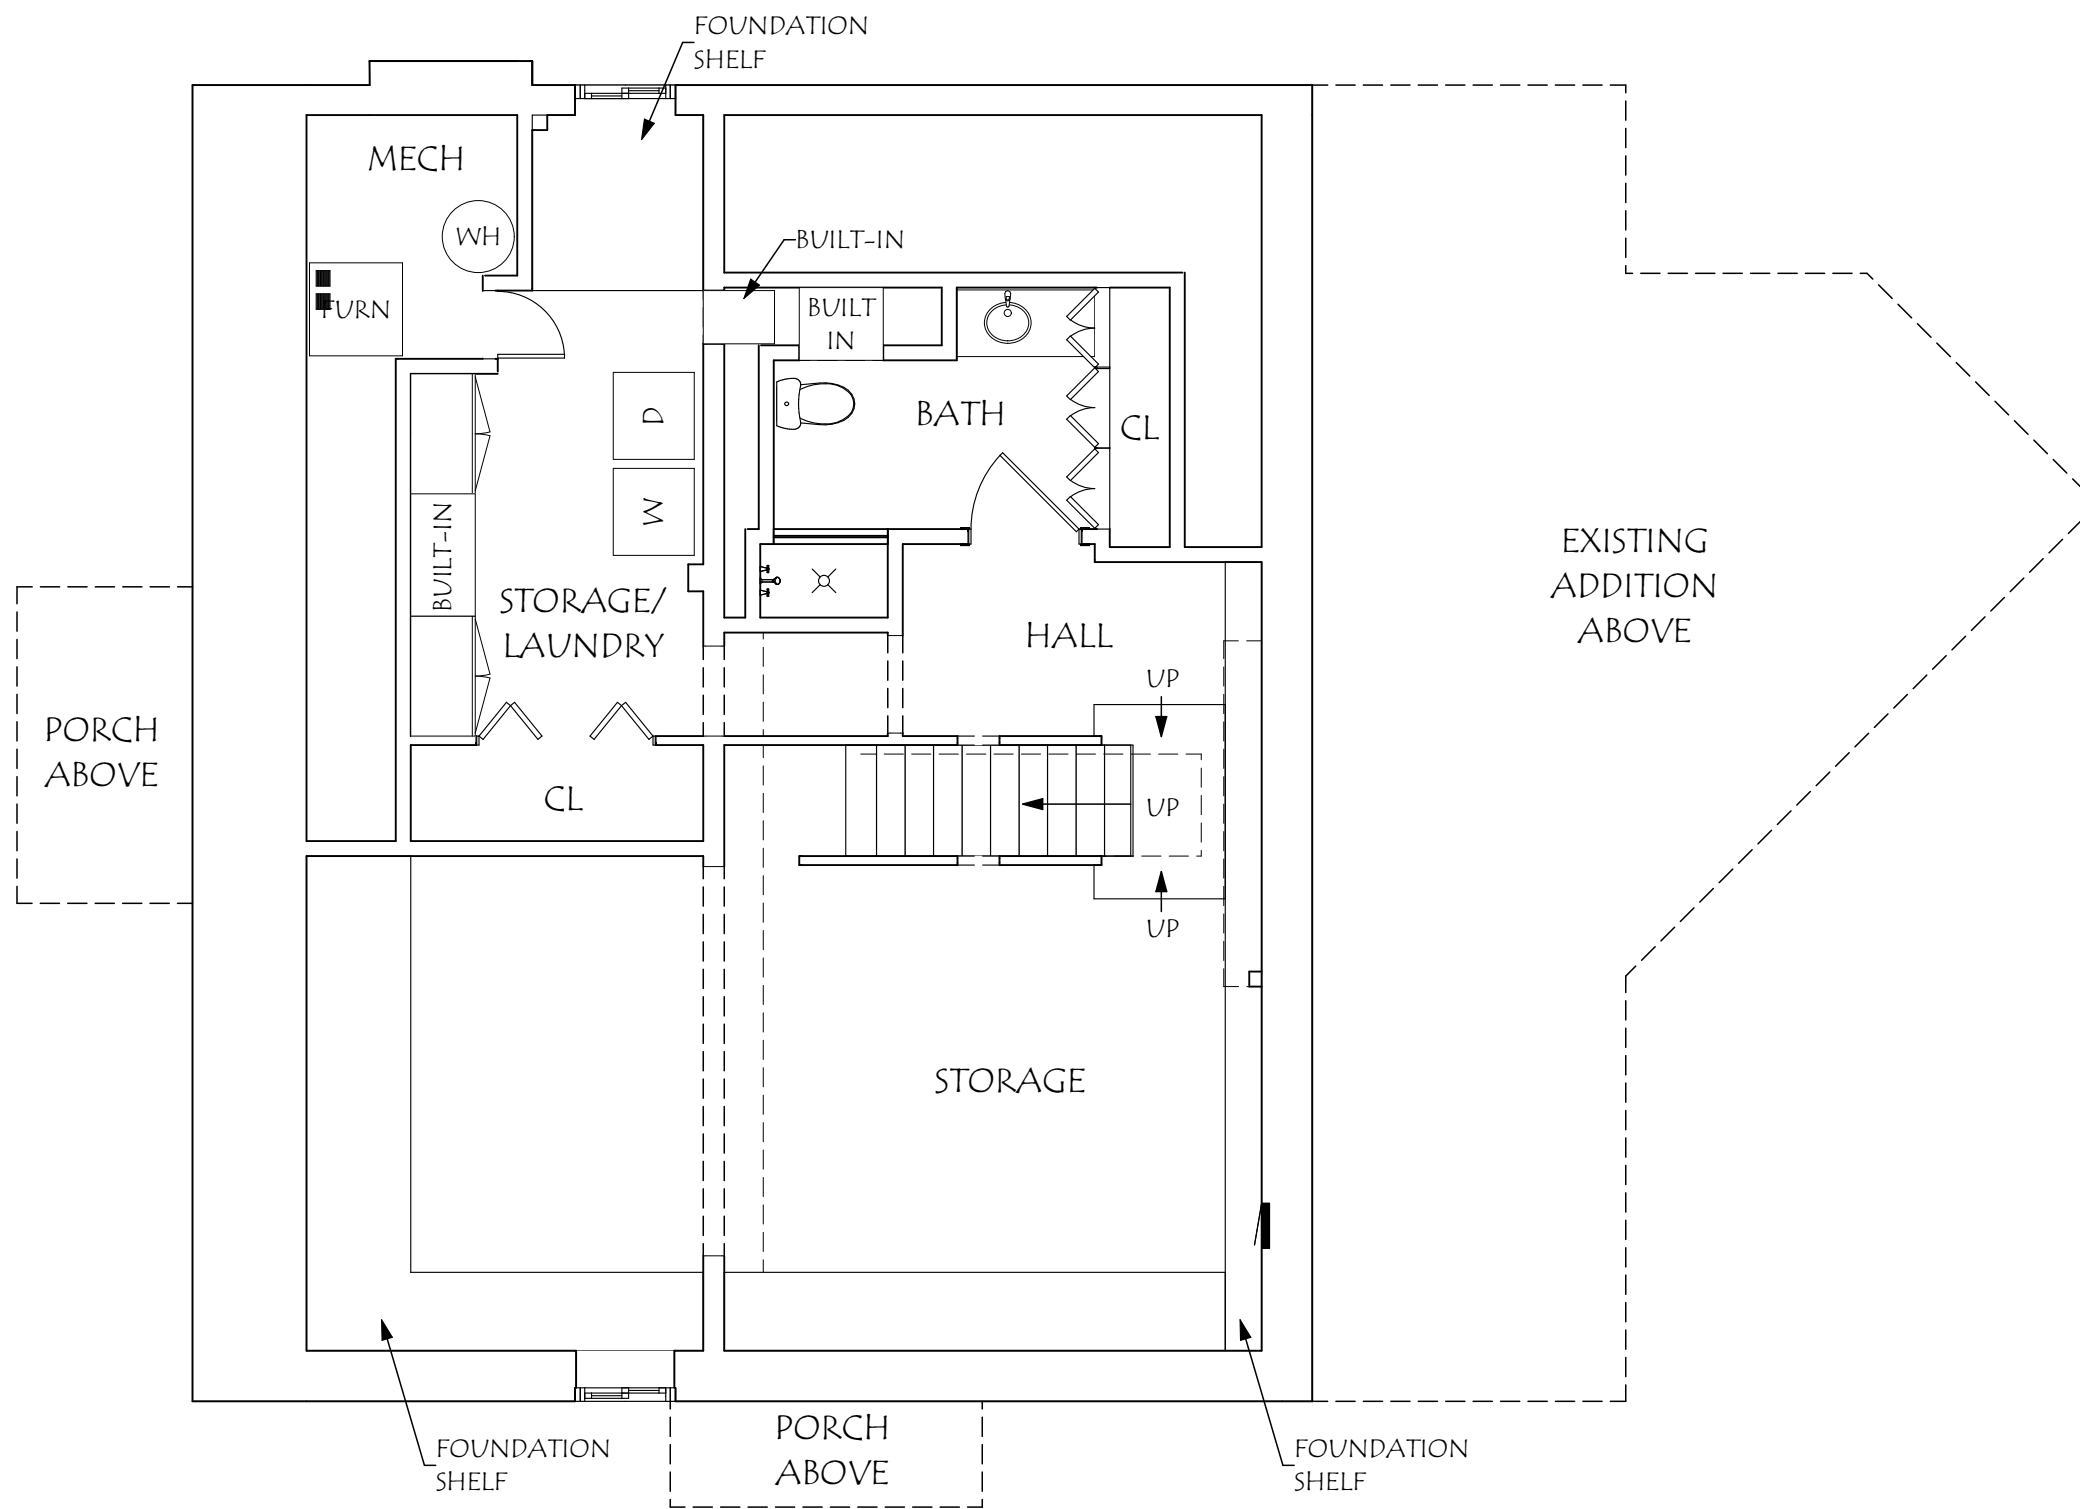 FOUNDATION
SHELF
MECH
WH
BUILT-IN
FURN
BUILT
IN
D
BATH
CL
W
BUILT-IN
EXISTING
ADDITION
ABOVE
STORAGE/
LAUNDRY
HALL
UP
PORCH
ABOVE
CL
UP
UP
STORAGE
PORCH
ABOVE
FOUNDATION
SHELF
FOUNDATION
SHELF